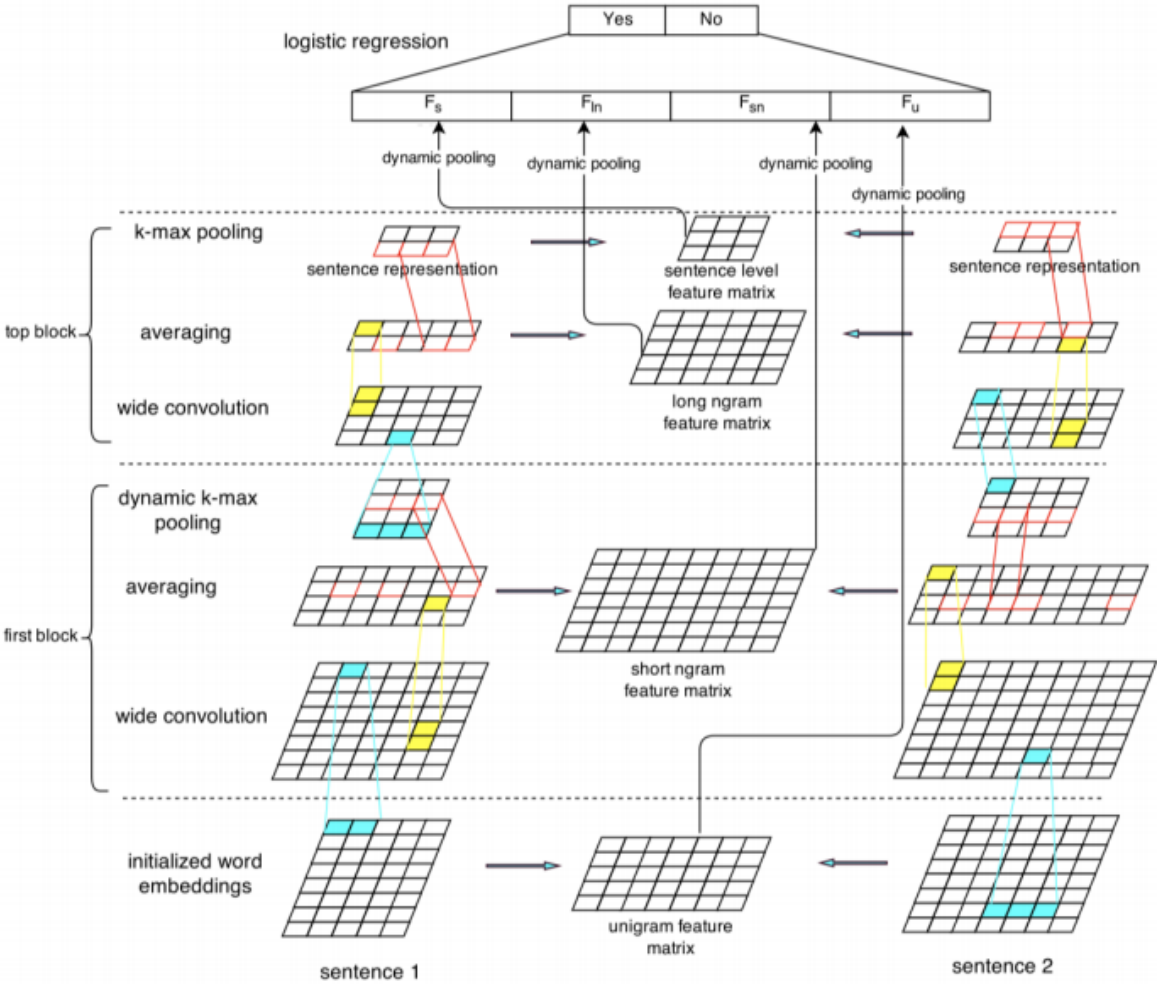 Yes No
logistic regression
Fs Fln Fsn Fu
dynamic pooling dynamic pooling dynamic pooling
dynamic pooling
k-max pooling
sentence representation
sentence level
feature matrix
sentence representation
top block
averaging
wide convolution
long ngram
feature matrix
dynamic k-max
pooling
averaging
first block
short ngram
feature matrix
wide convolution
initialized word
embeddings
unigram feature
matrix
sentence 1
sentence 2